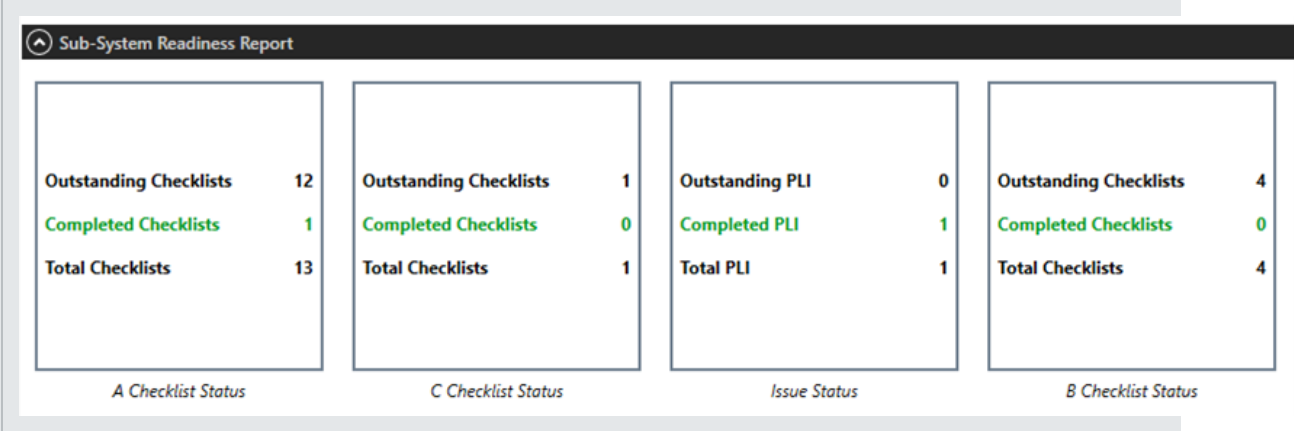 Sub-System Readiness Report
Outstanding Checklists 12
Completed Checklists 1
Total Checklists 13
A Checklist Status
Outstanding Checklists 1
Completed Checklists 0
Total Checklists 1
C Checklist Status
Outstanding PLI 0
Completed PLI 1
Total PLI 1
Issue Status
Outstanding Checklists 4
Completed Checklists 0
Total Checklists 4
B Checklist Status